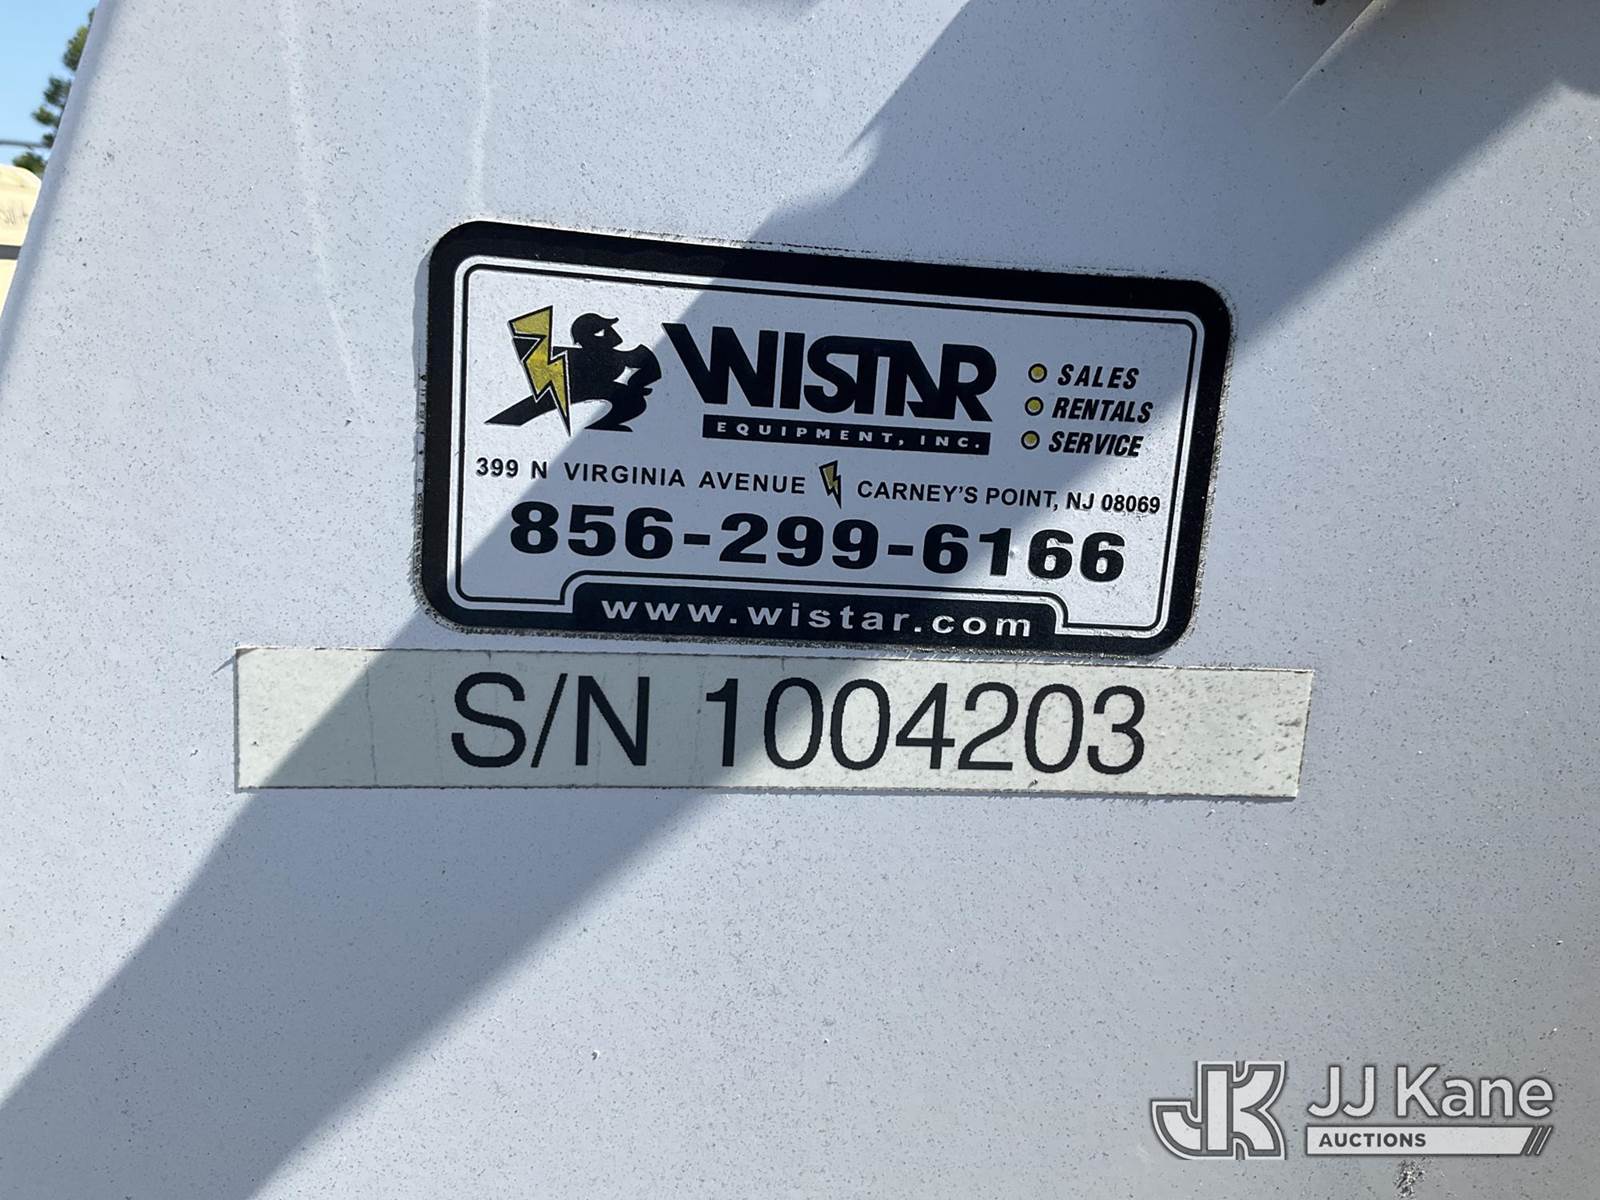 WISTAR
EQUIPMENT, INC.
SALES
RENTALS
SERVICE
399 N VIRGINIA AVENUE CARNEY'S POINT, NJ 08069
856-299-6166
www.wistar.com
S/N 1004203
JK JJ Kane
AUCTIONS